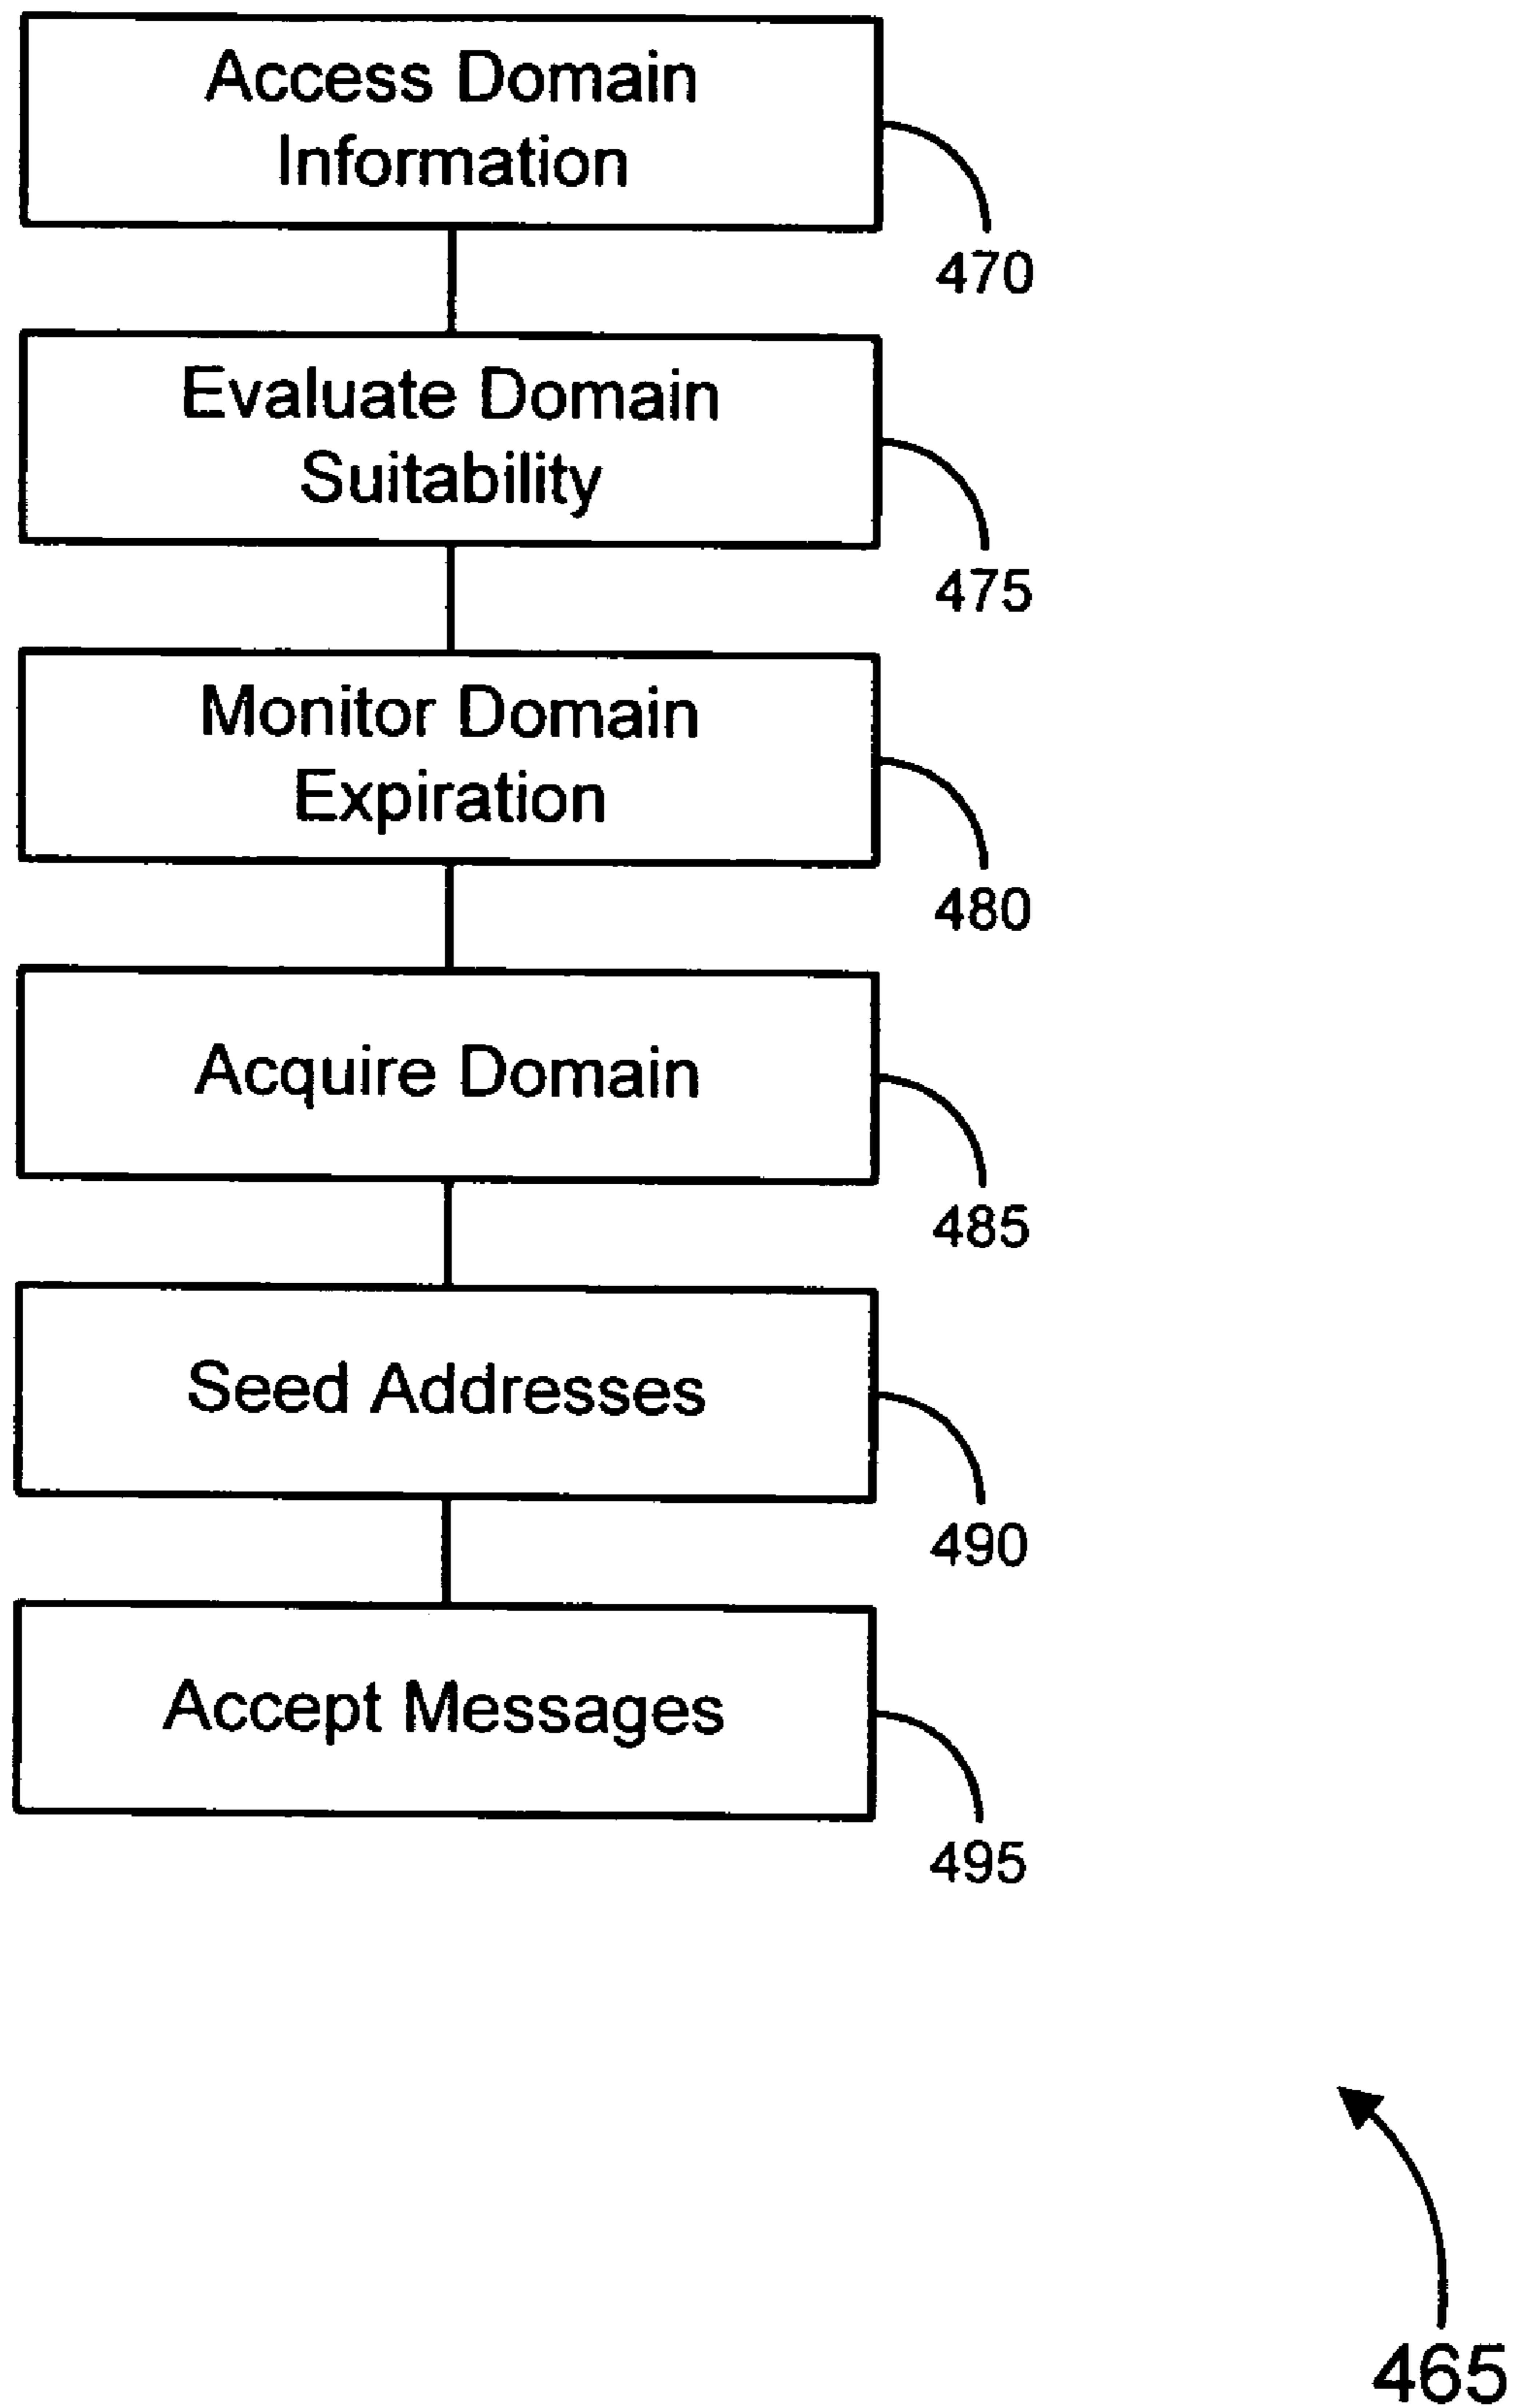 Access Domain
Information
470
Evaluate Domain
Suitability
475
Monitor Domain
Expiration
480
Acquire Domain
485
Seed Addresses
490
Accept Messages
495
465